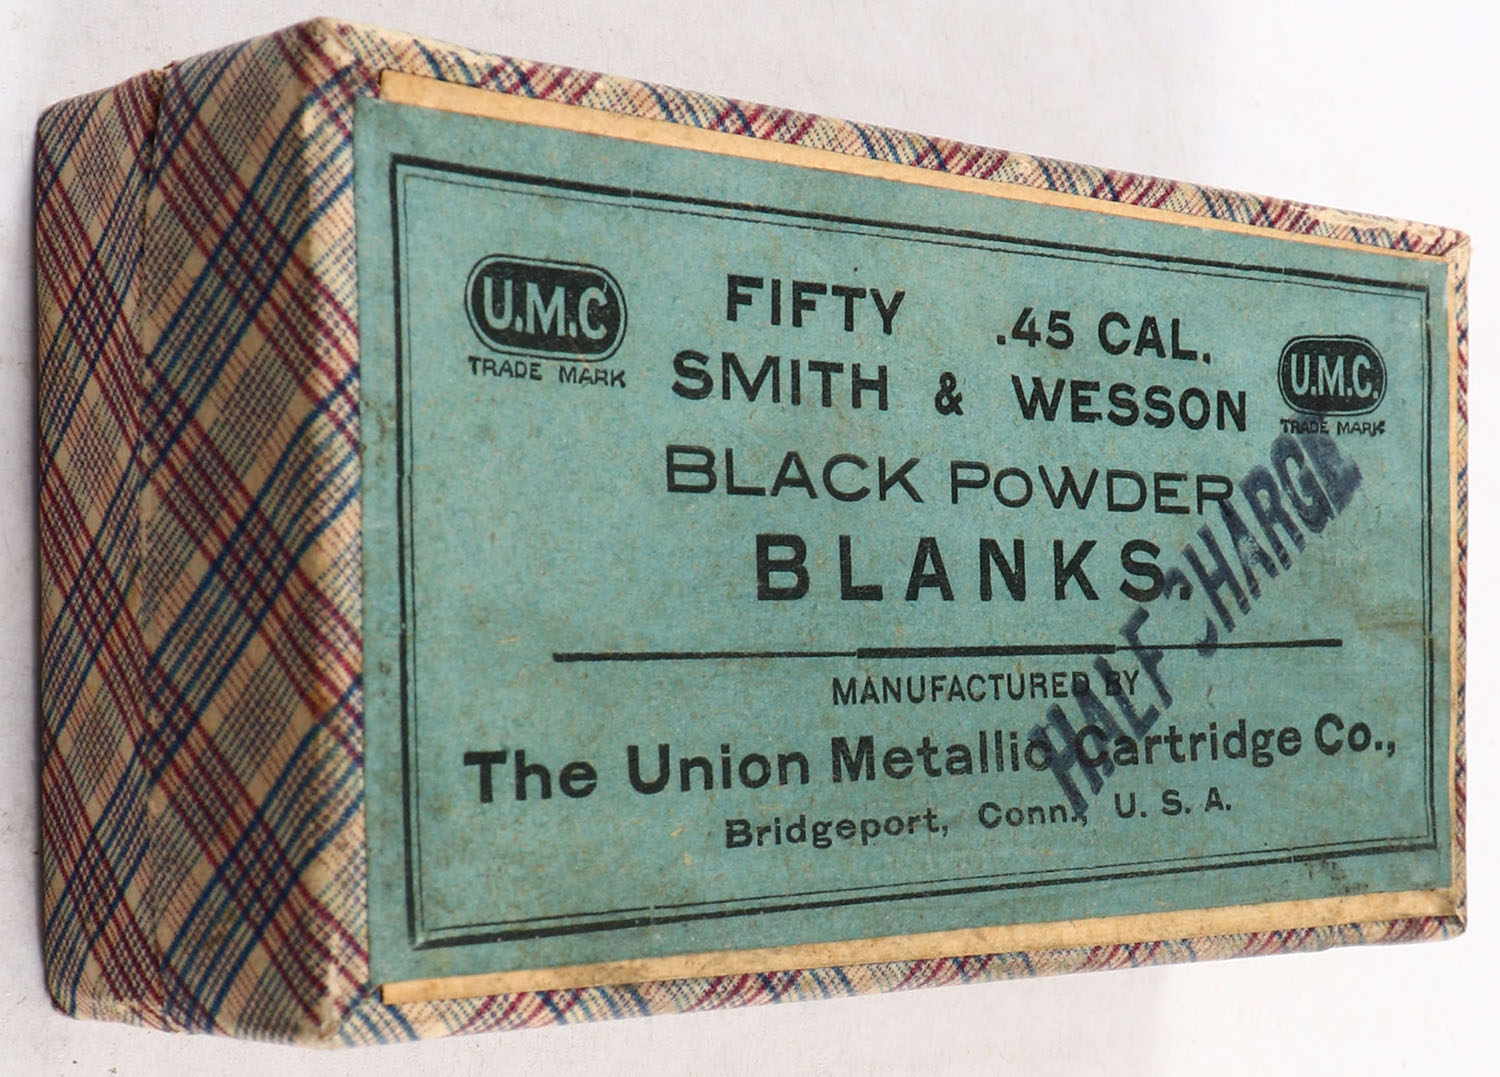 U.M.C
TRADE MARK
FIFTY .45 CAL.
SMITH & WESSON
U.M.C.
TRADE MARK
BLACK POWDER
BLANKS.
HALF CHARGE
MANUFACTURED BY
The Union Metallic Cartridge Co.,
Bridgeport, Conn., U. S. A.